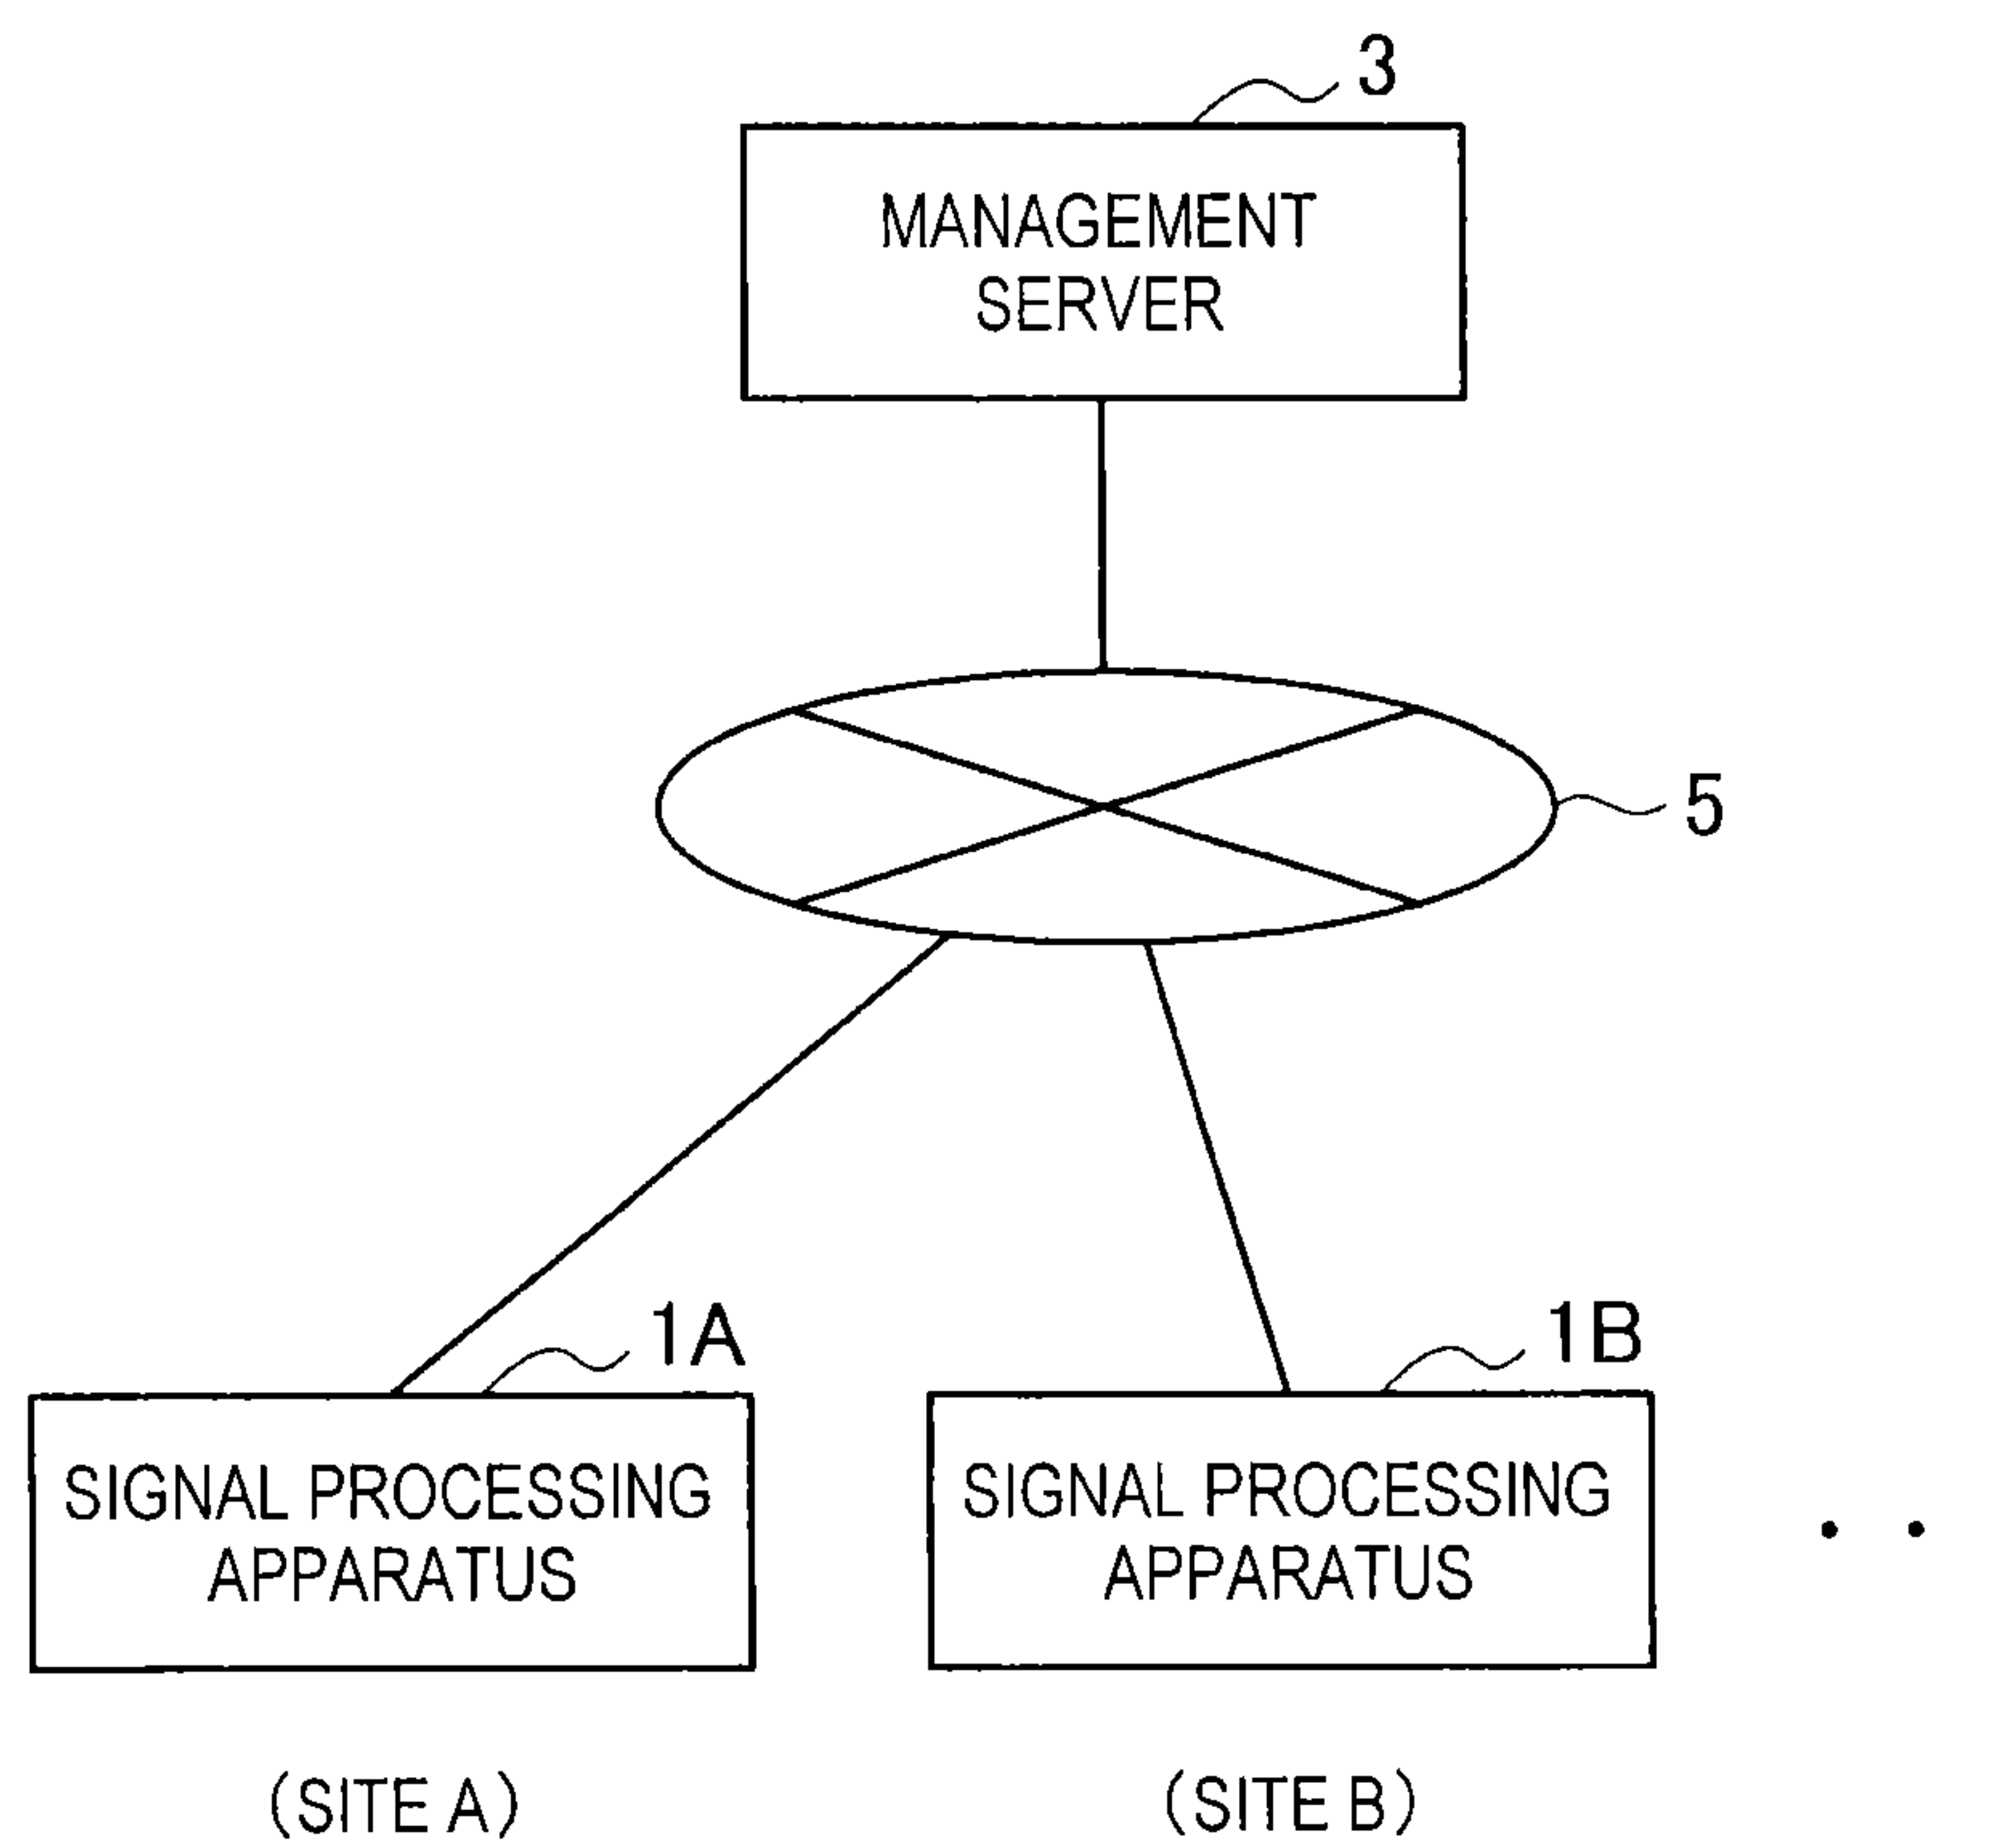 3
MANAGEMENT
SERVER
5
1A
1B
SIGNAL PROCESSING
APPARATUS
SIGNAL PROCESSING
APPARATUS
(SITE A)
(SITE B)